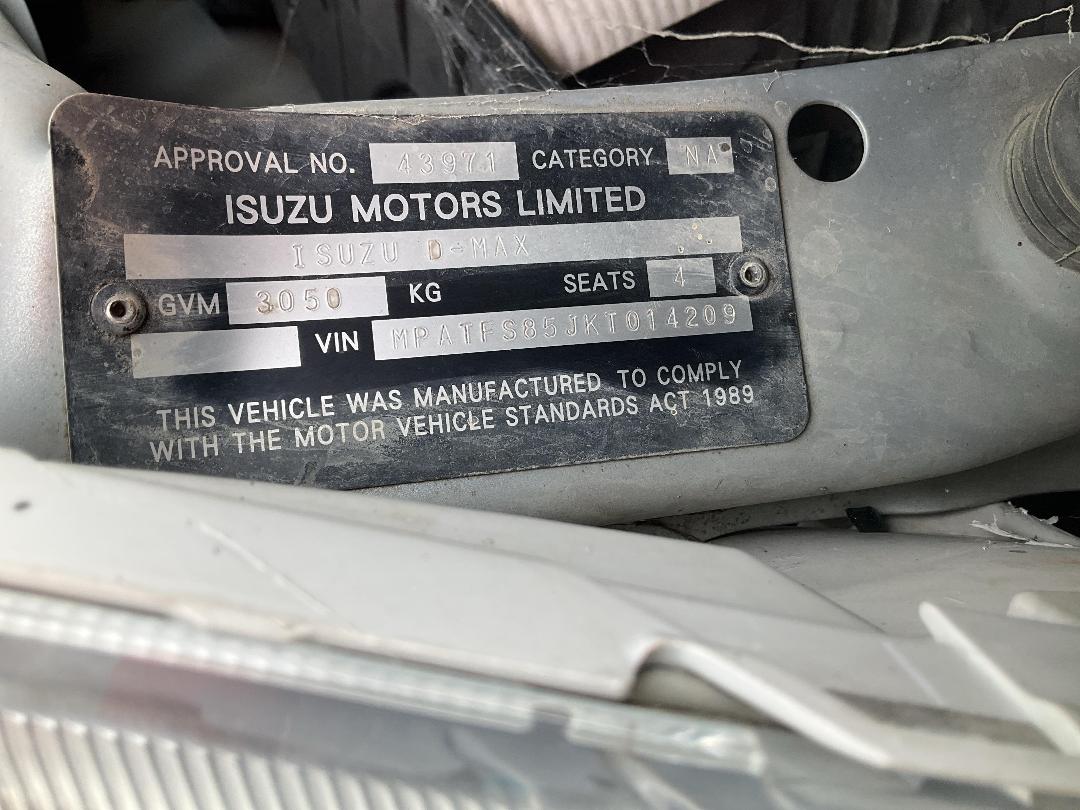 APPROVAL NO. 43971 CATEGORY NA
ISUZU MOTORS LIMITED
ISUZU D-MAX
GVM 3050 KG SEATS 4
VIN MPATFS85JKT014209
THIS VEHICLE WAS MANUFACTURED TO COMPLY
WITH THE MOTOR VEHICLE STANDARDS ACT 1989